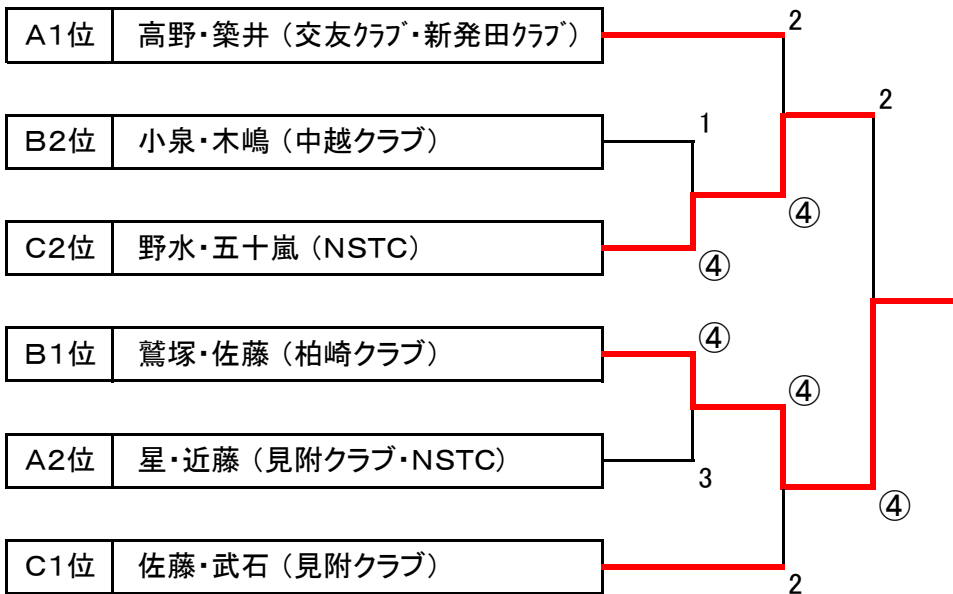 A1位 高野・築井（交友ｸﾗﾌﾞ・新発田ｸﾗﾌﾞ）
2
2
B2位 小泉・木嶋（中越クラブ）
1
④
C2位 野水・五十嵐（NSTC）
④
B1位 鷲塚・佐藤（柏崎クラブ）
④
④
A2位 星・近藤（見附クラブ・NSTC）
3
④
C1位 佐藤・武石（見附クラブ）
2